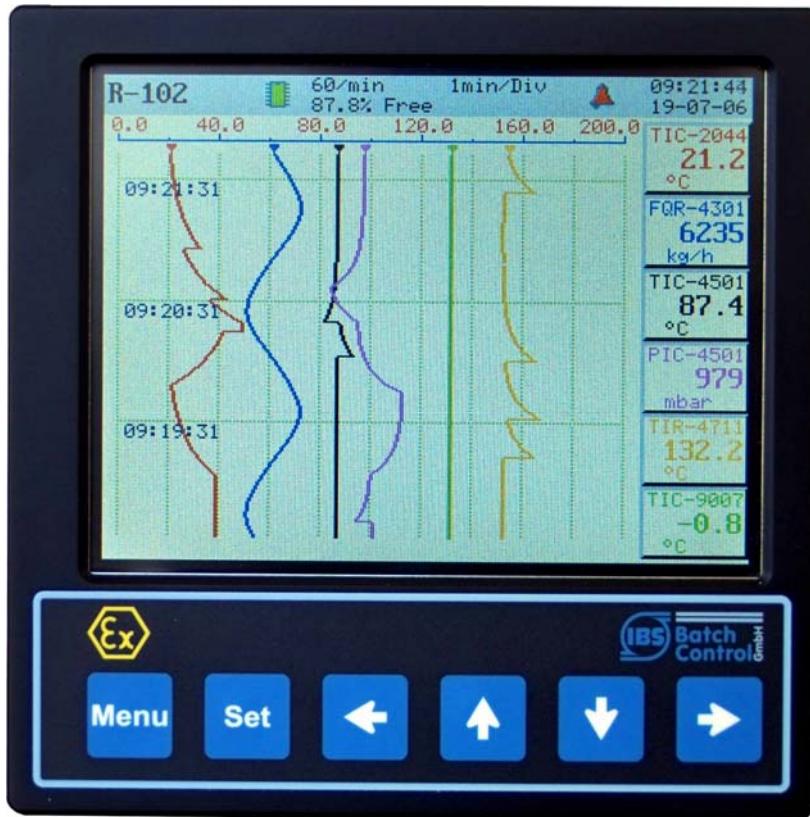 R-102
60/min 1min/Div
87.8% Free
09:21:44
19-07-06
0.0 40.0 80.0 120.0 160.0 200.0
TIC-2044
21.2
°C
FQR-4301
6235
kg/h
TIC-4501
87.4
°C
PIC-4501
979
mbar
TIR-4711
132.2
°C
TIC-9007
-0.8
°C
09:21:31
09:20:31
09:19:31
Ex
IBS Batch Control GmbH
Menu Set